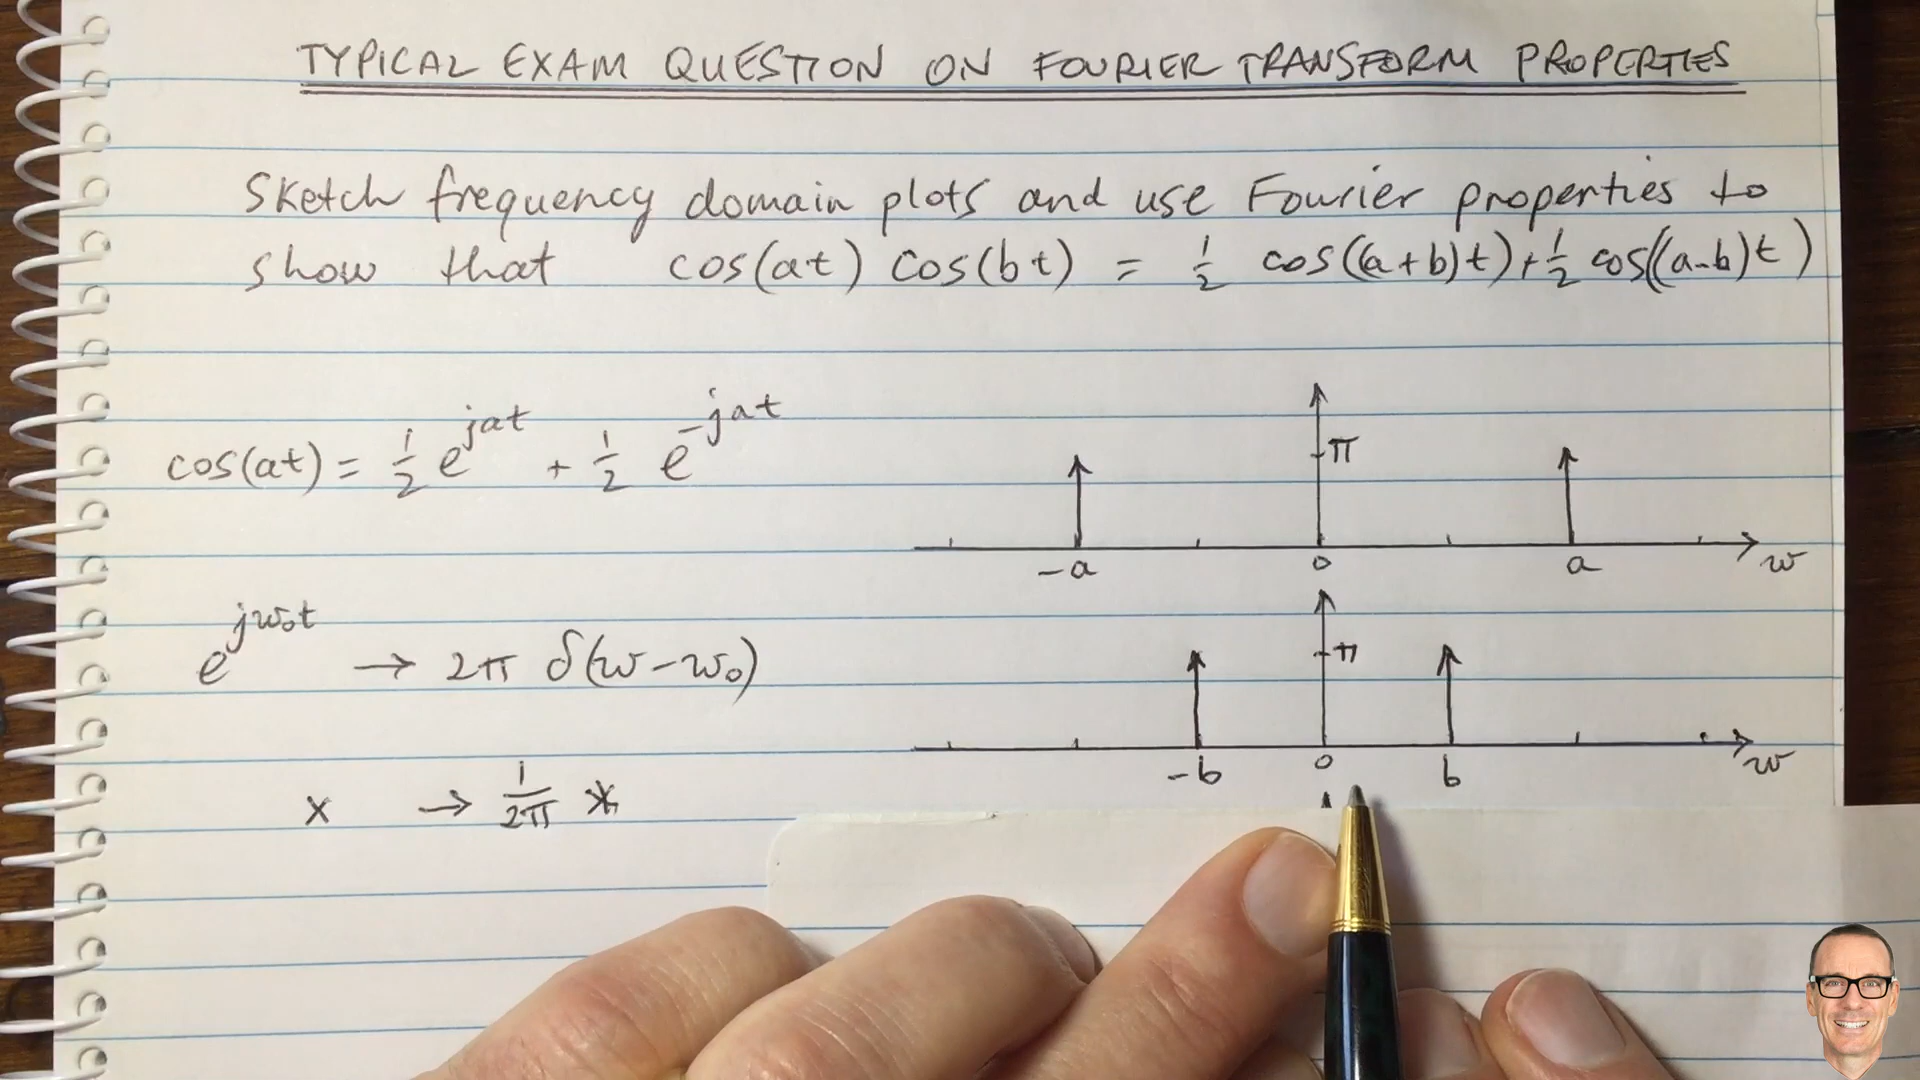 TYPICAL EXAM QUESTION ON FOURIER TRANSFORM PROPERTIES
Sketch frequency domain plots and use Fourier properties to
show that cos(at) cos(bt) = 1/2 cos((a+b)t) + 1/2 cos((a-b)t)
cos(at) = 1/2 e^jat + 1/2 e^-jat
π
-a 0 a w
e^jw₀t → 2π δ(w-w₀)
π
-b 0 b w
x → 1/2π *